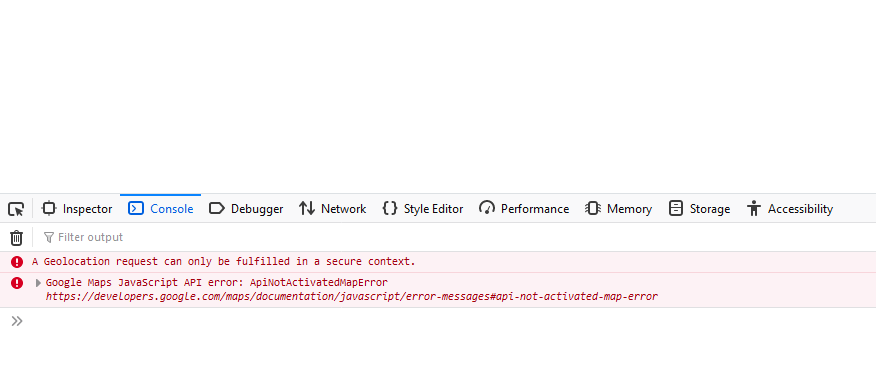 Inspector Console Debugger Network Style Editor Performance Memory Storage Accessibility
Filter output
A Geolocation request can only be fulfilled in a secure context.
Google Maps JavaScript API error: ApiNotActivatedMapError
https://developers.google.com/maps/documentation/javascript/error-messages#api-not-activated-map-error